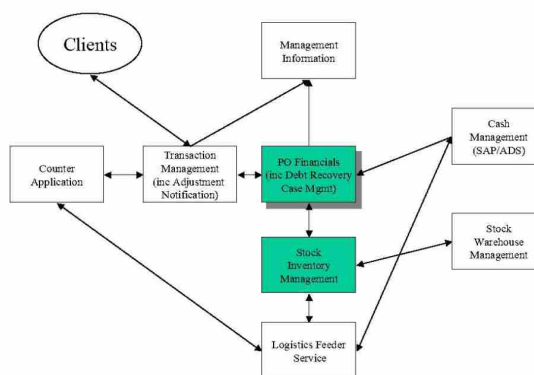 Clients
Management
Information
Cash
Management
(SAP/ADS)
Counter
Application
Transaction
Management
(inc Adjustment
Notification)
PO Financials
(inc Debt Recovery
Case Mgmt)
Stock
Inventory
Management
Stock
Warehouse
Management
Logistics Feeder
Service